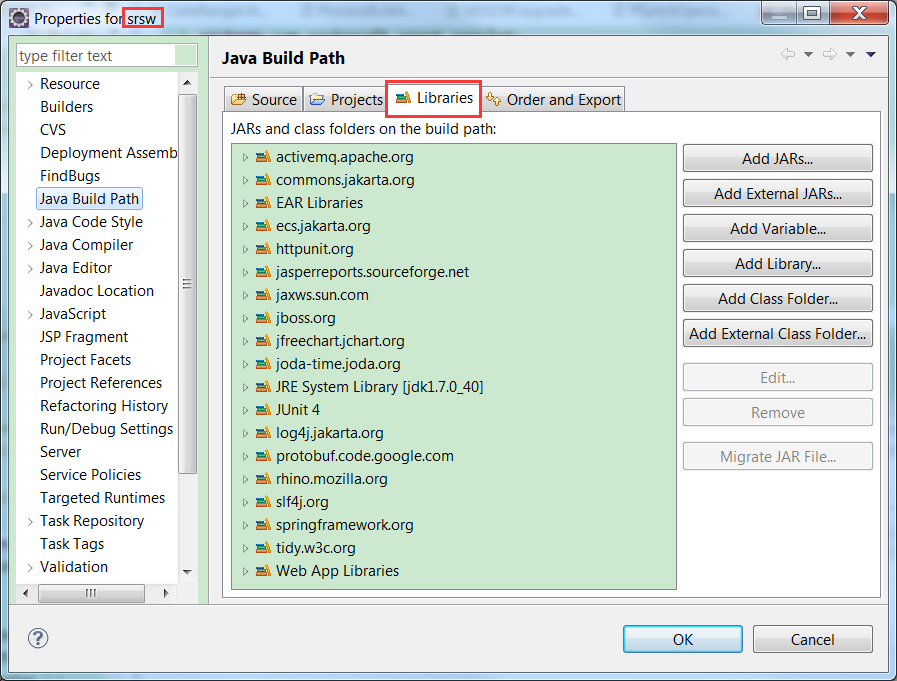 Properties for srsw
type filter text
Resource
Builders
CVS
Deployment Assemb
FindBugs
Java Build Path
Java Code Style
Java Compiler
Java Editor
Javadoc Location
JavaScript
JSP Fragment
Project Facets
Project References
Refactoring History
Run/Debug Settings
Server
Service Policies
Targeted Runtimes
Task Repository
Task Tags
Validation
Java Build Path
Source Projects Libraries Order and Export
JARs and class folders on the build path:
activemq.apache.org
commons.jakarta.org
EAR Libraries
ecs.jakarta.org
httpunit.org
jasperreports.sourceforge.net
jaxws.sun.com
jboss.org
jfreechart.jchart.org
joda-time.joda.org
JRE System Library [jdk1.7.0_40]
JUnit 4
log4j.jakarta.org
protobuf.code.google.com
rhino.mozilla.org
slf4j.org
springframework.org
tidy.w3c.org
Web App Libraries
Add JARs...
Add External JARs...
Add Variable...
Add Library...
Add Class Folder...
Add External Class Folder...
Edit...
Remove
Migrate JAR File...
OK
Cancel